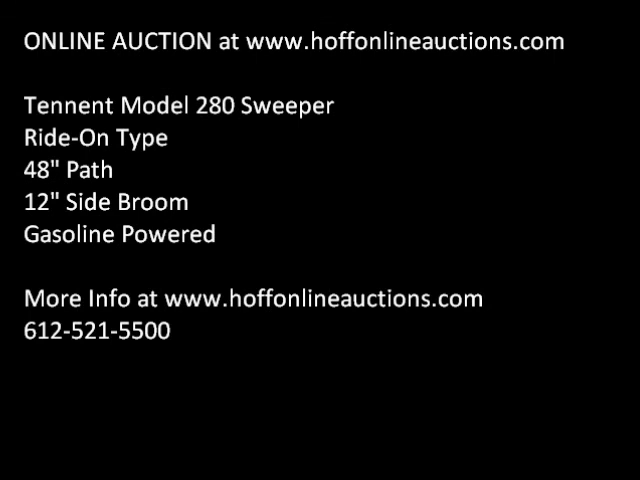 ONLINE AUCTION at www.hoffonlineauctions.com
Tennent Model 280 Sweeper
Ride-On Type
48" Path
12" Side Broom
Gasoline Powered
More Info at www.hoffonlineauctions.com
612-521-5500